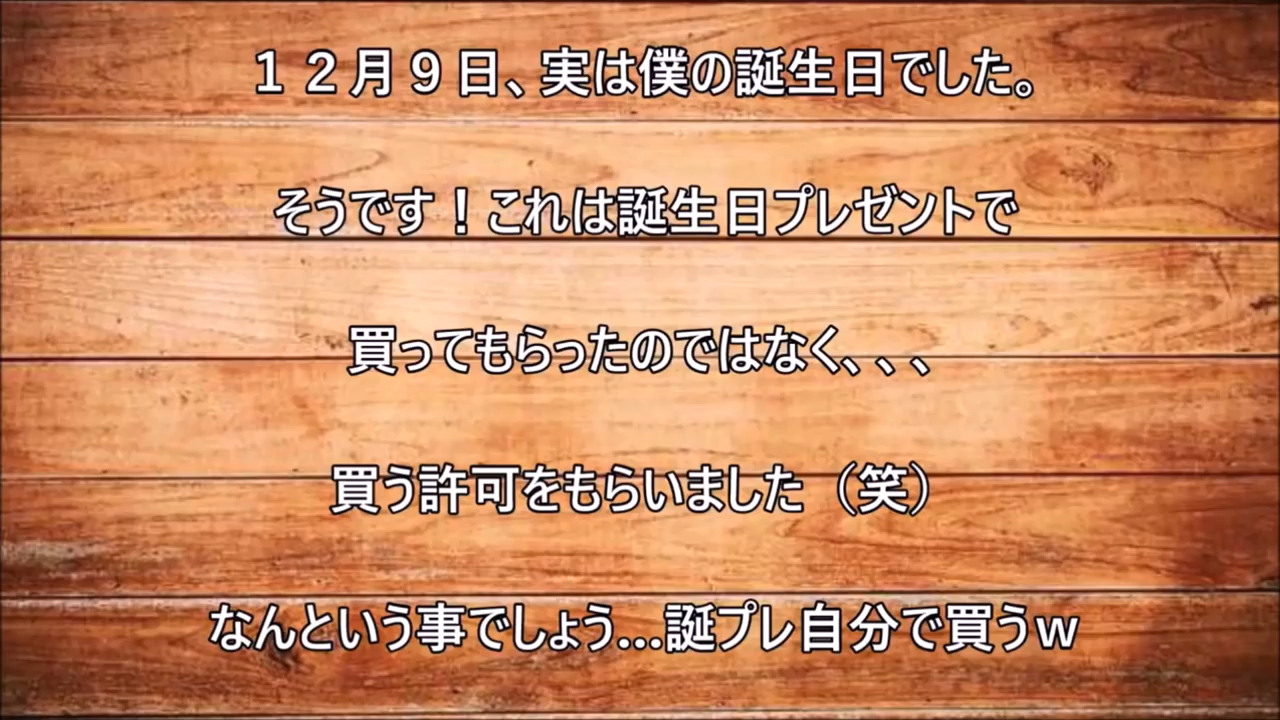 １２月９日、実は僕の誕生日でした。
そうです！これは誕生日プレゼントで
買ってもらったのではなく、、、
買う許可をもらいました（笑）
なんという事でしょう…誕プレ自分で買うｗ